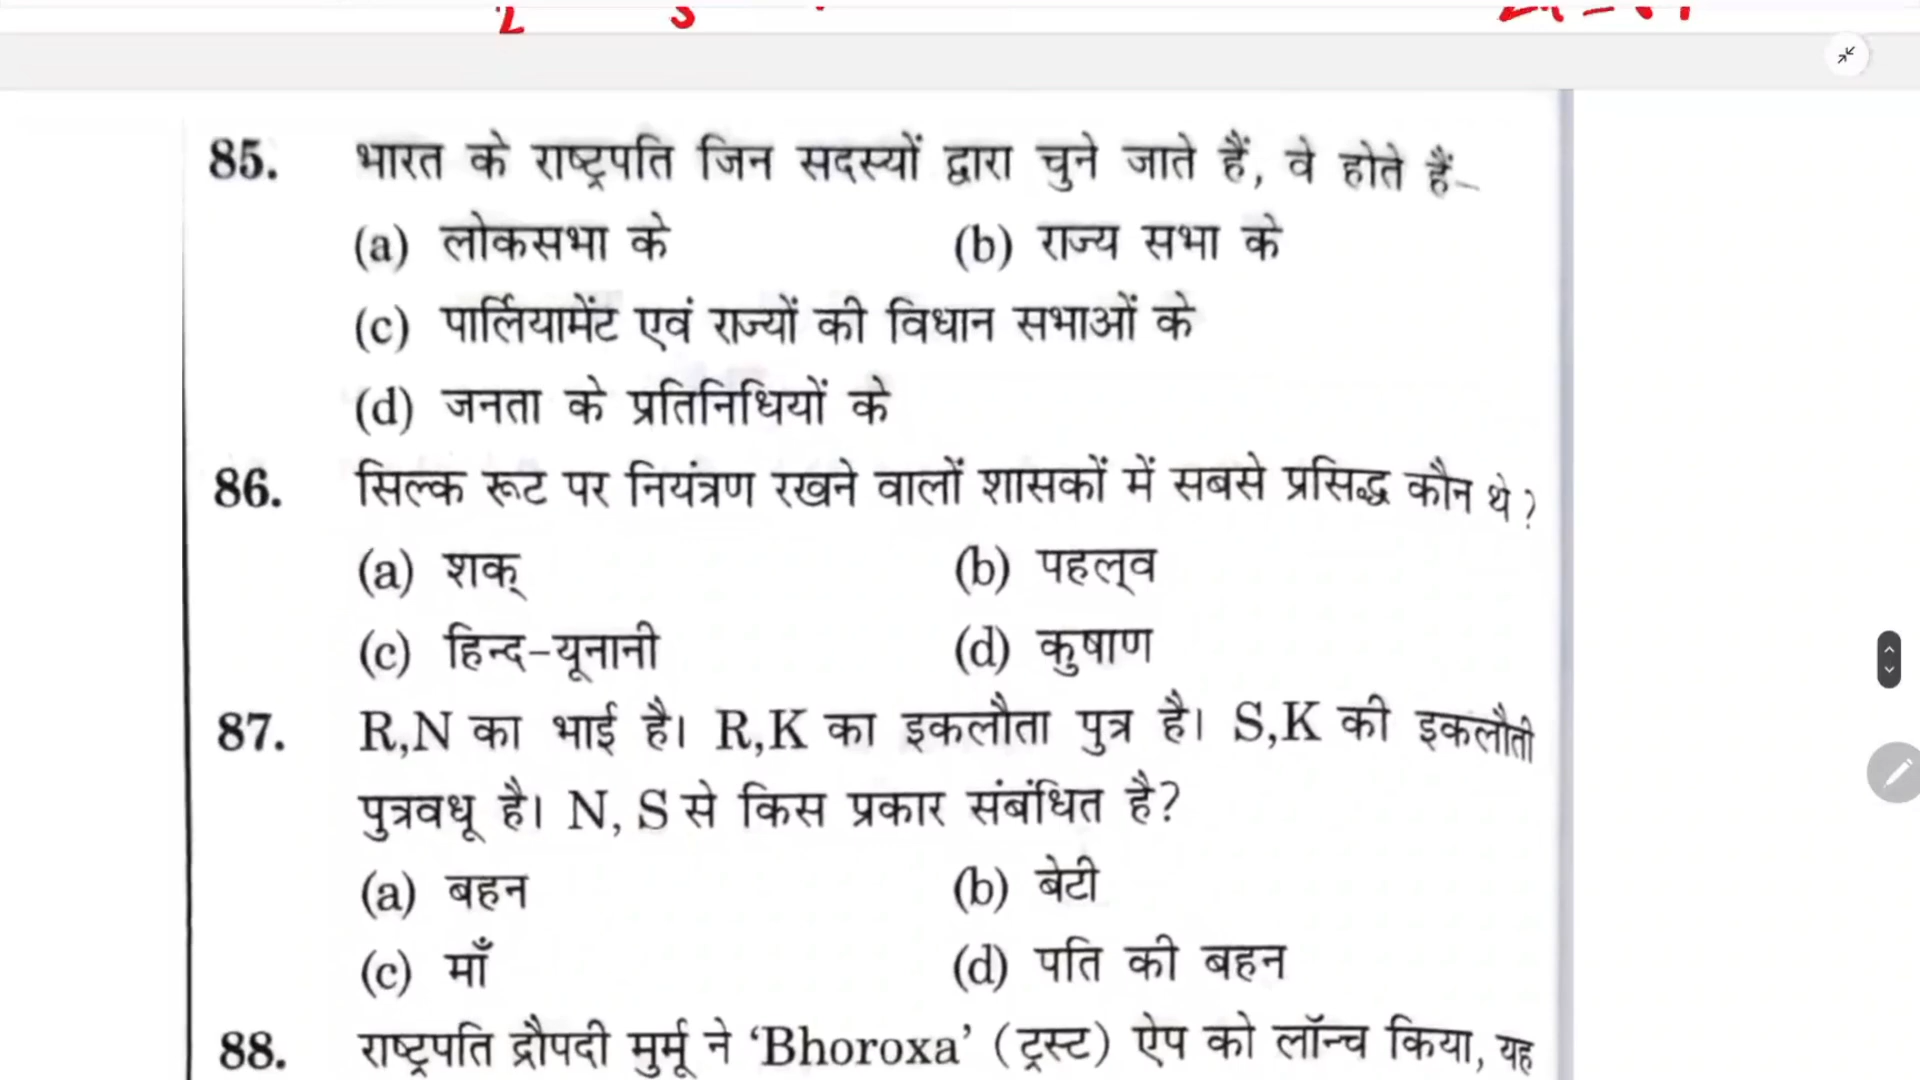 85. भारत के राष्ट्रपति जिन सदस्यों द्वारा चुने जाते हैं, वे होते हैं–
(a) लोकसभा के (b) राज्य सभा के
(c) पार्लियामेंट एवं राज्यों की विधान सभाओं के
(d) जनता के प्रतिनिधियों के
86. सिल्क रूट पर नियंत्रण रखने वालों शासकों में सबसे प्रसिद्ध कौन थे?
(a) शक् (b) पहल्व
(c) हिन्द-यूनानी (d) कुषाण
87. R,N का भाई है। R,K का इकलौता पुत्र है। S,K की इकलौती
पुत्रवधू है। N, S से किस प्रकार संबंधित है?
(a) बहन (b) बेटी
(c) माँ (d) पति की बहन
88. राष्ट्रपति द्रौपदी मुर्मू ने ‘Bhoroxa’ (ट्रस्ट) ऐप को लॉन्च किया, यह